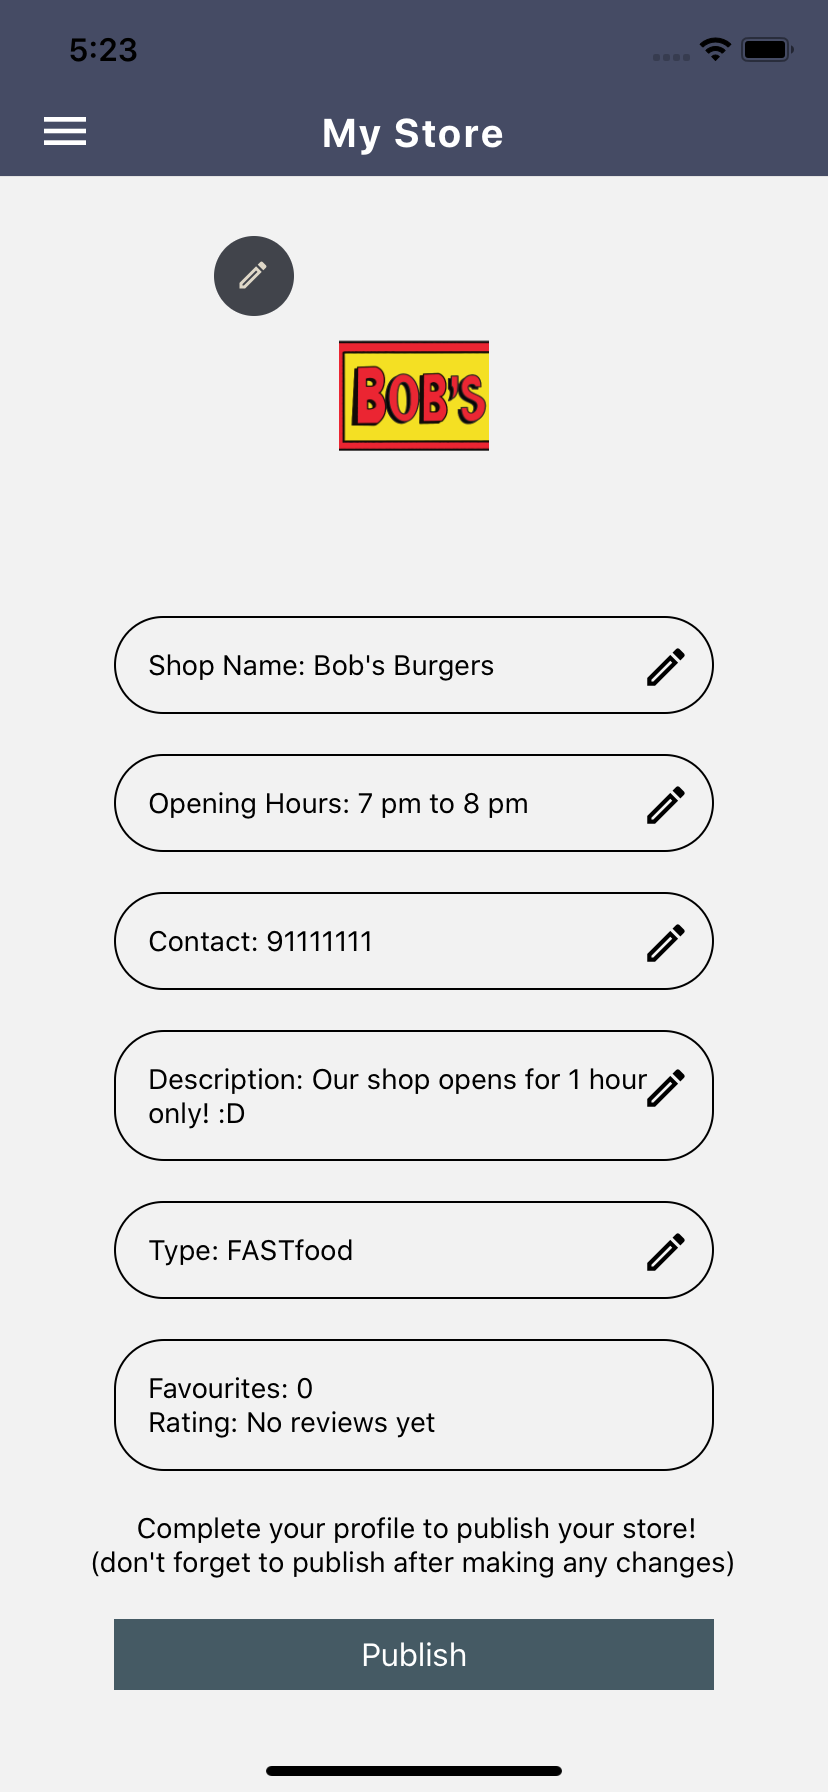 5:23
My Store
BOB'S
Shop Name: Bob's Burgers
Opening Hours: 7 pm to 8 pm
Contact: 91111111
Description: Our shop opens for 1 hour
only! :D
Type: FASTfood
Favourites: 0
Rating: No reviews yet
Complete your profile to publish your store!
(don't forget to publish after making any changes)
Publish